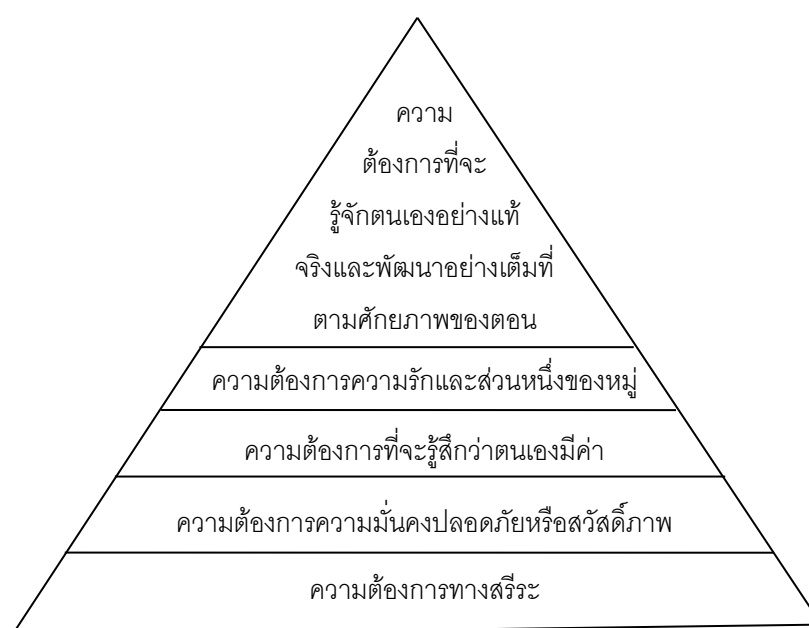 ความ
ต้องการที่จะ
รู้จักตนเองอย่างแท้
จริงและพัฒนาอย่างเต็มที่
ตามศักยภาพของตอน
ความต้องการความรักและส่วนหนึ่งของหมู่
ความต้องการที่จะรู้สึกว่าตนเองมีค่า
ความต้องการความมั่นคงปลอดภัยหรือสวัสดิ์ภาพ
ความต้องการทางสรีระ